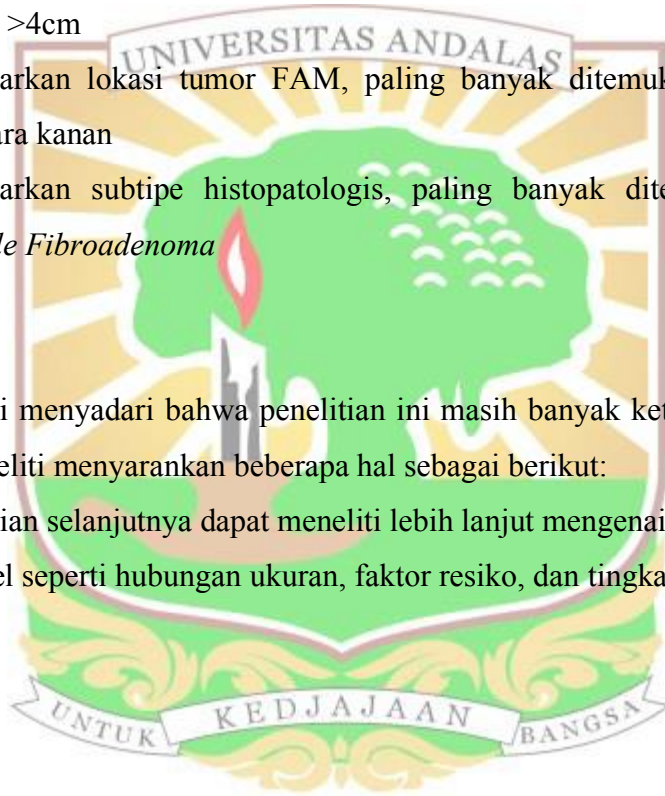 >4cm
UNIVERSITAS ANDALAS
arkan lokasi tumor FAM, paling banyak ditemuk
ara kanan
arkan subtipe histopatologis, paling banyak dite
le Fibroadenoma
i menyadari bahwa penelitian ini masih banyak ket
eliti menyarankan beberapa hal sebagai berikut:
ian selanjutnya dapat meneliti lebih lanjut mengenai
el seperti hubungan ukuran, faktor resiko, dan tingka
UNTUK KEDJAJAAN BANGSA